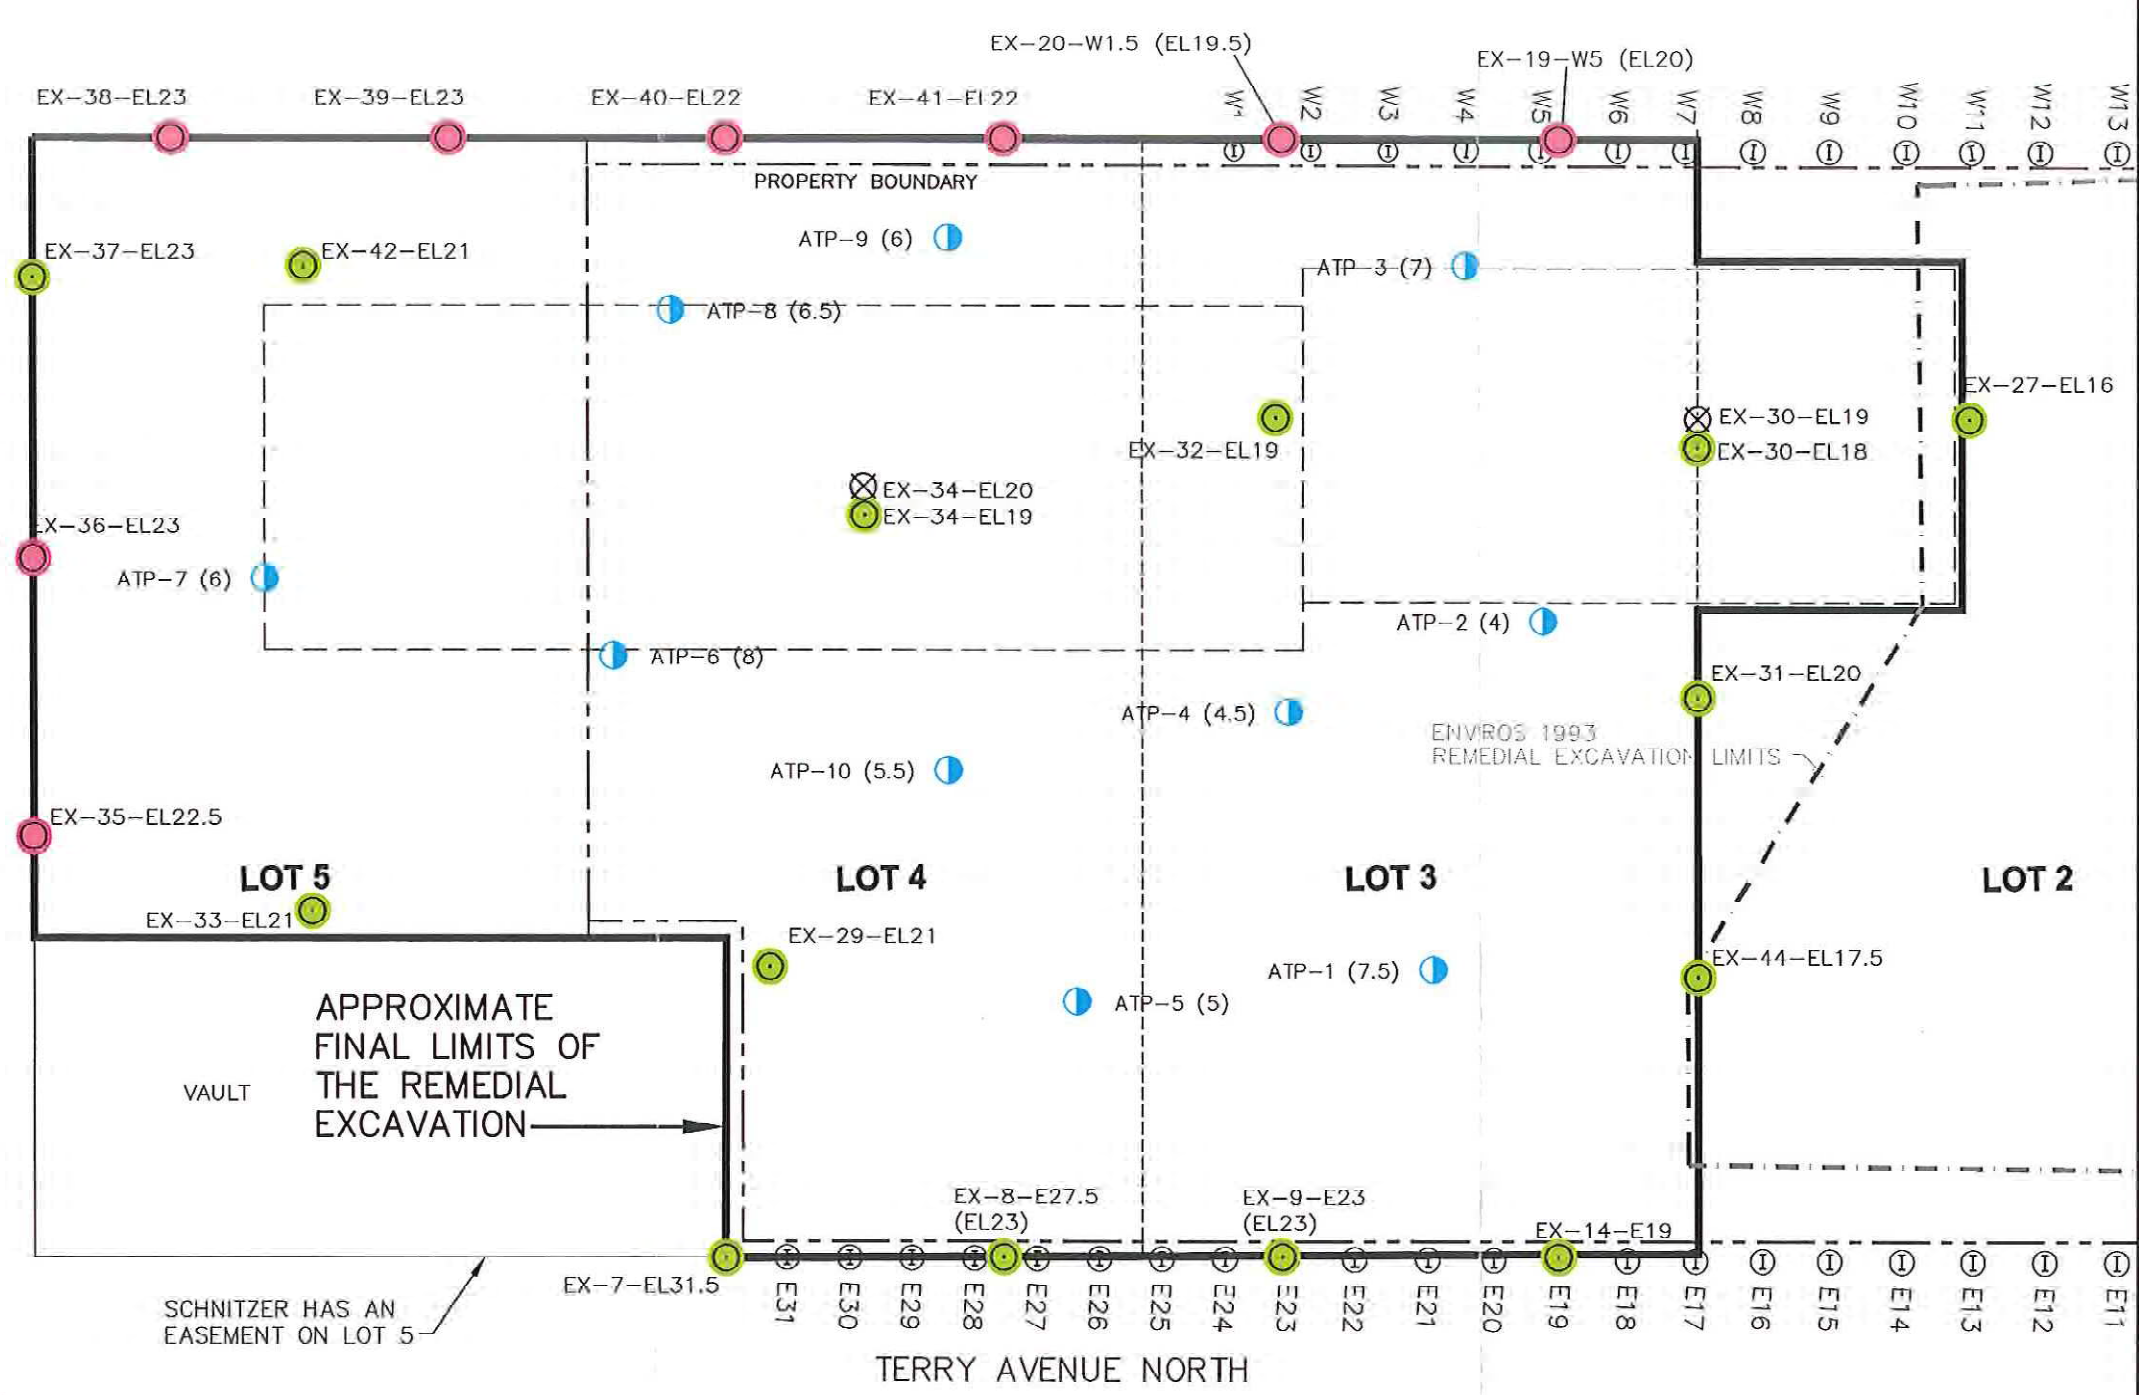 EX-20-W1.5 (EL19.5)
EX-19-W5 (EL20)
EX-38-EL23
EX-39-EL23
EX-40-EL22
EX-41-EL22
W1
W2
W3
W4
W5
W6
W7
W8
W9
W10
W11
W12
W13
PROPERTY BOUNDARY
EX-37-EL23
EX-42-EL21
ATP-9 (6)
ATP-3 (7)
ATP-8 (6.5)
EX-27-EL16
EX-30-EL19
EX-30-EL18
EX-32-EL19
EX-34-EL20
EX-34-EL19
EX-36-EL23
ATP-7 (6)
ATP-2 (4)
ATP-6 (8)
EX-31-EL20
ATP-4 (4.5)
ENVIROS 1993
REMEDIAL EXCAVATION LIMITS
ATP-10 (5.5)
EX-35-EL22.5
LOT 5
LOT 4
LOT 3
LOT 2
EX-33-EL21
EX-29-EL21
EX-44-EL17.5
ATP-1 (7.5)
ATP-5 (5)
APPROXIMATE
FINAL LIMITS OF
THE REMEDIAL
EXCAVATION
VAULT
EX-8-E27.5
(EL23)
EX-9-E23
(EL23)
EX-14-E19
EX-7-EL31.5
E31
E30
E29
E28
E27
E26
E25
E24
E23
E22
E21
E20
E19
E18
E17
E16
E15
E14
E13
E12
E11
SCHNITZER HAS AN
EASEMENT ON LOT 5
TERRY AVENUE NORTH